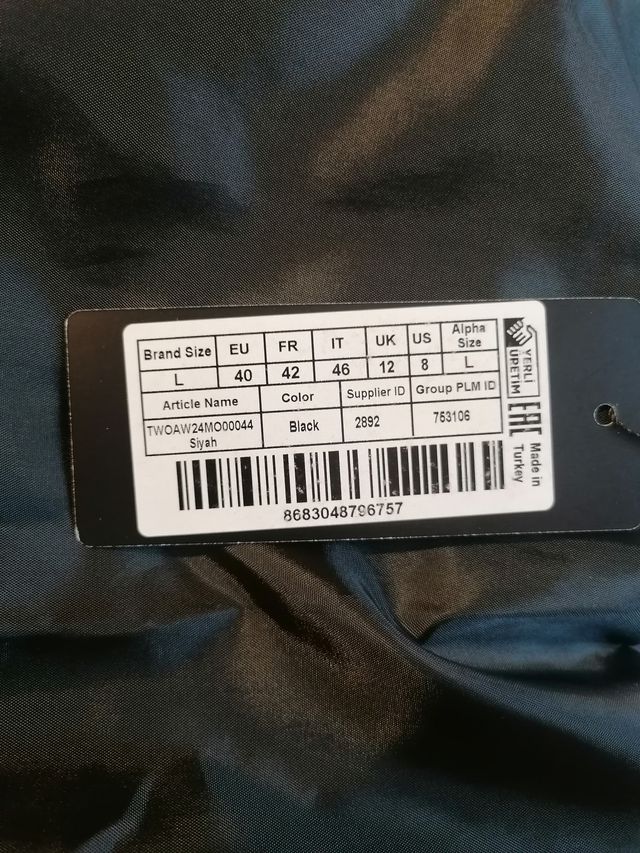 Brand Size EU FR IT UK US Alpha Size
L 40 42 46 12 8 L
Article Name Color Supplier ID Group PLM ID
TWOAW24MO00044 Siyah Black 2892 753106
8683048796757
YERLİ ÜRETİM
EAC
Made in Turkey